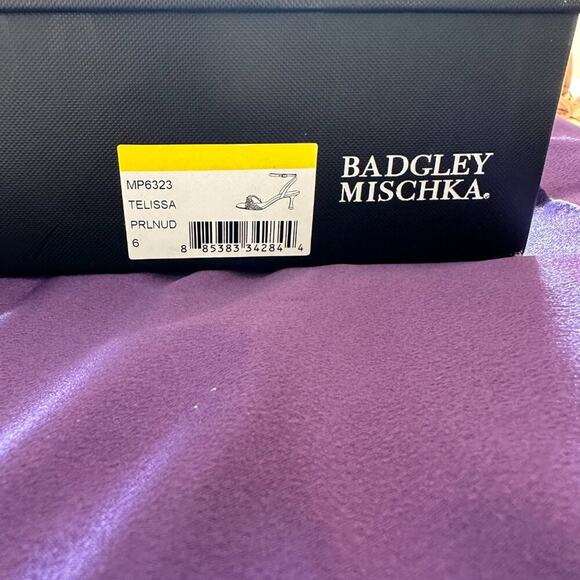 MP6323
TELISSA
PRLNUD
6
8 85383 34284 4
BADGLEY
MISCHKA®